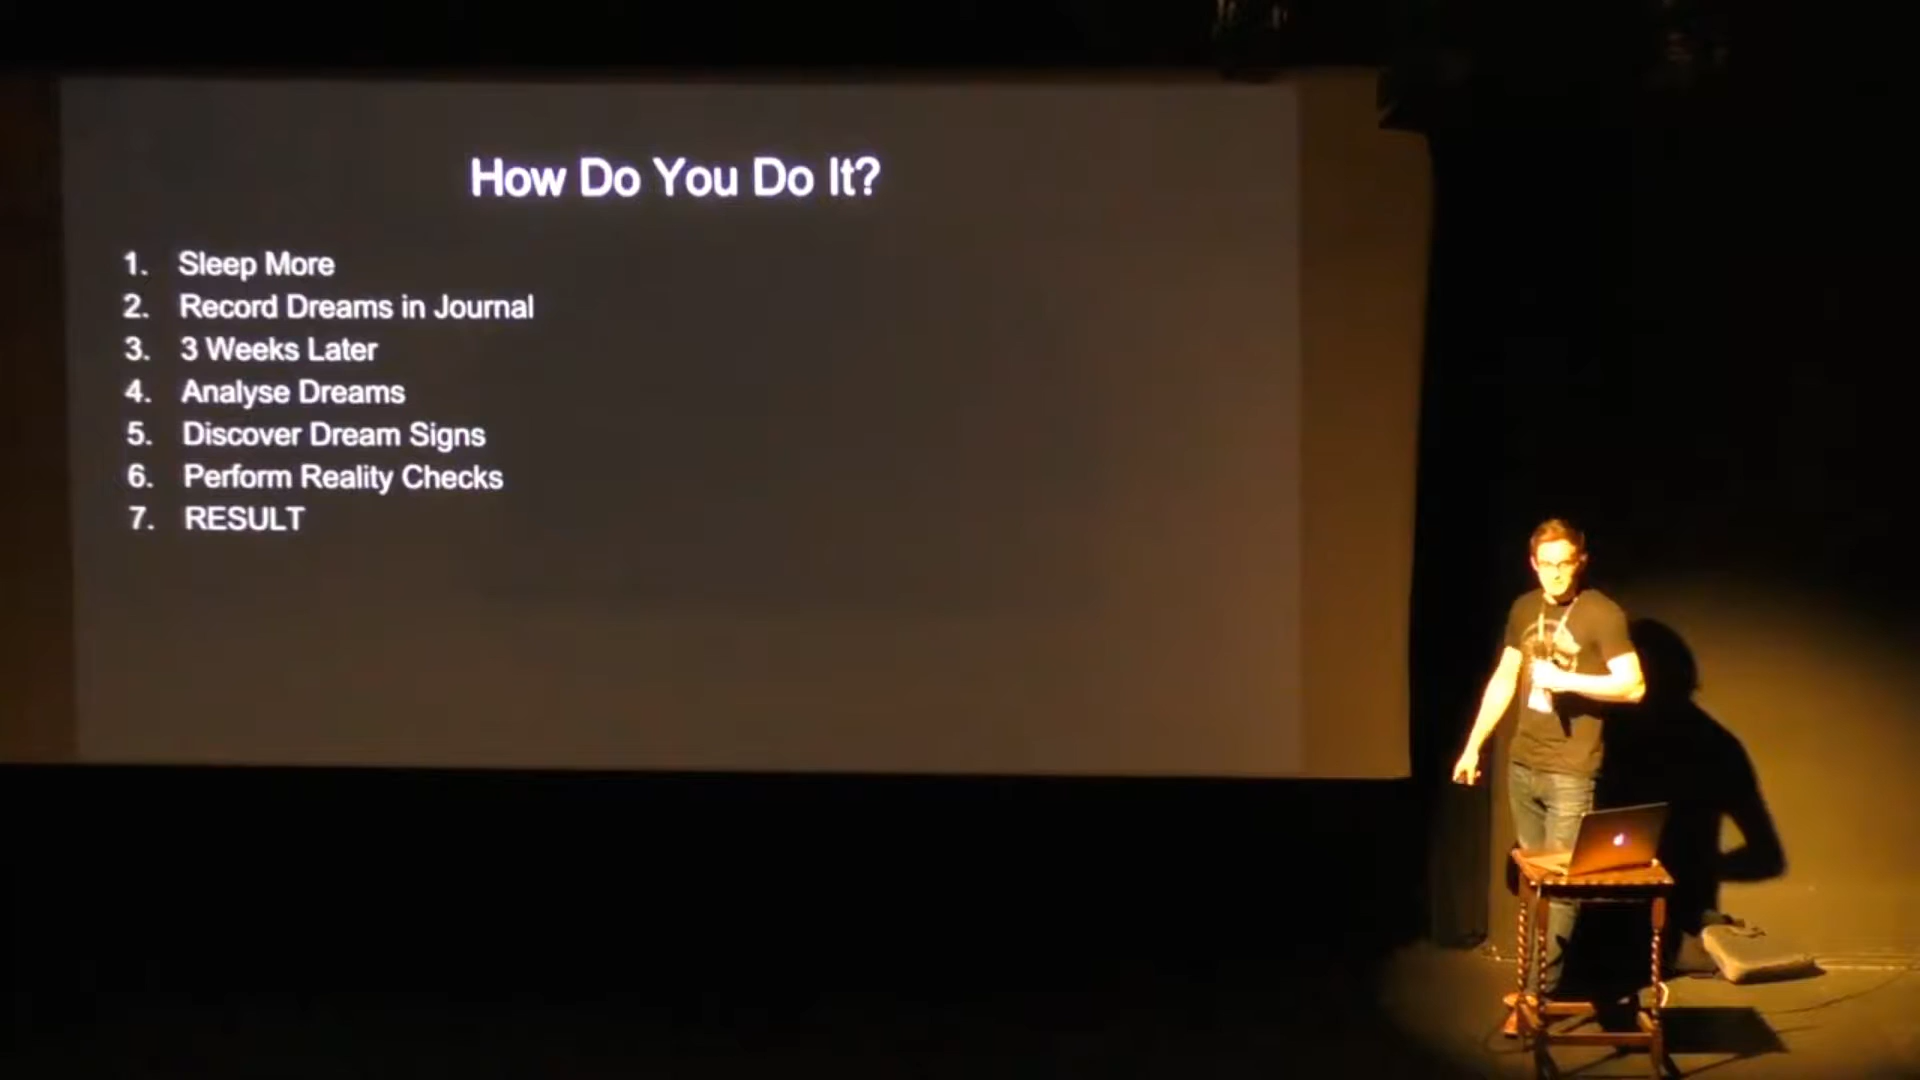 How Do You Do It?
1. Sleep More
2. Record Dreams in Journal
3. 3 Weeks Later
4. Analyse Dreams
5. Discover Dream Signs
6. Perform Reality Checks
7. RESULT